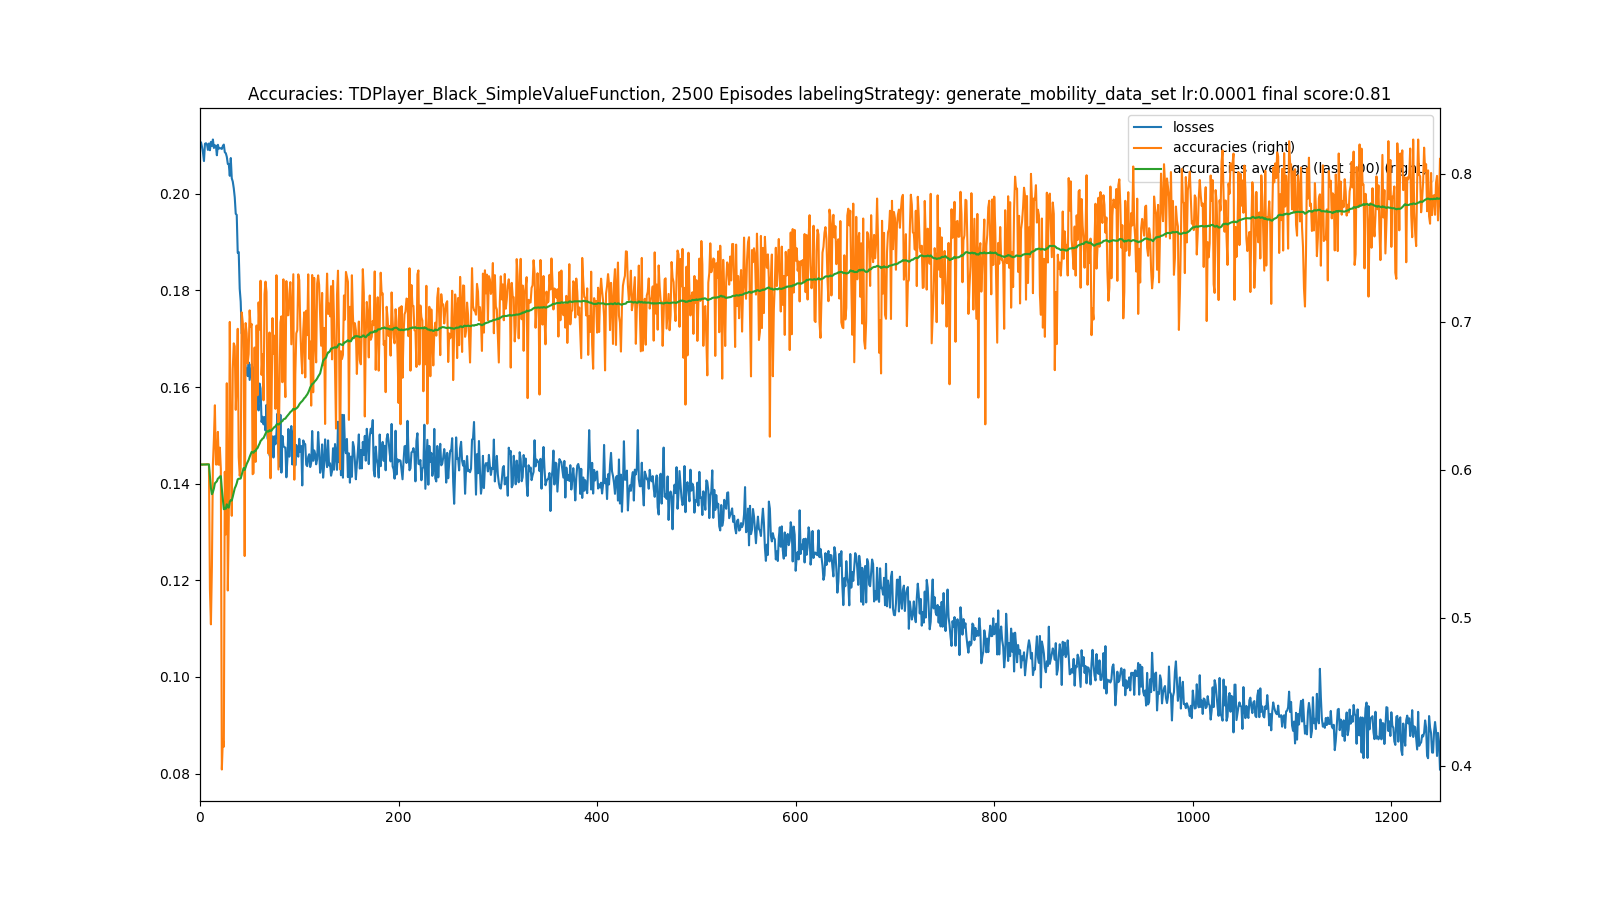 Accuracies: TDPlayer_Black_SimpleValueFunction, 2500 Episodes labelingStrategy: generate_mobility_data_set lr:0.0001 final score:0.81
losses
accuracies (right)
accuracies average (last 100) (right)
0.20
0.18
0.16
0.14
0.12
0.10
0.08
0.8
0.7
0.6
0.5
0.4
0 200 400 600 800 1000 1200